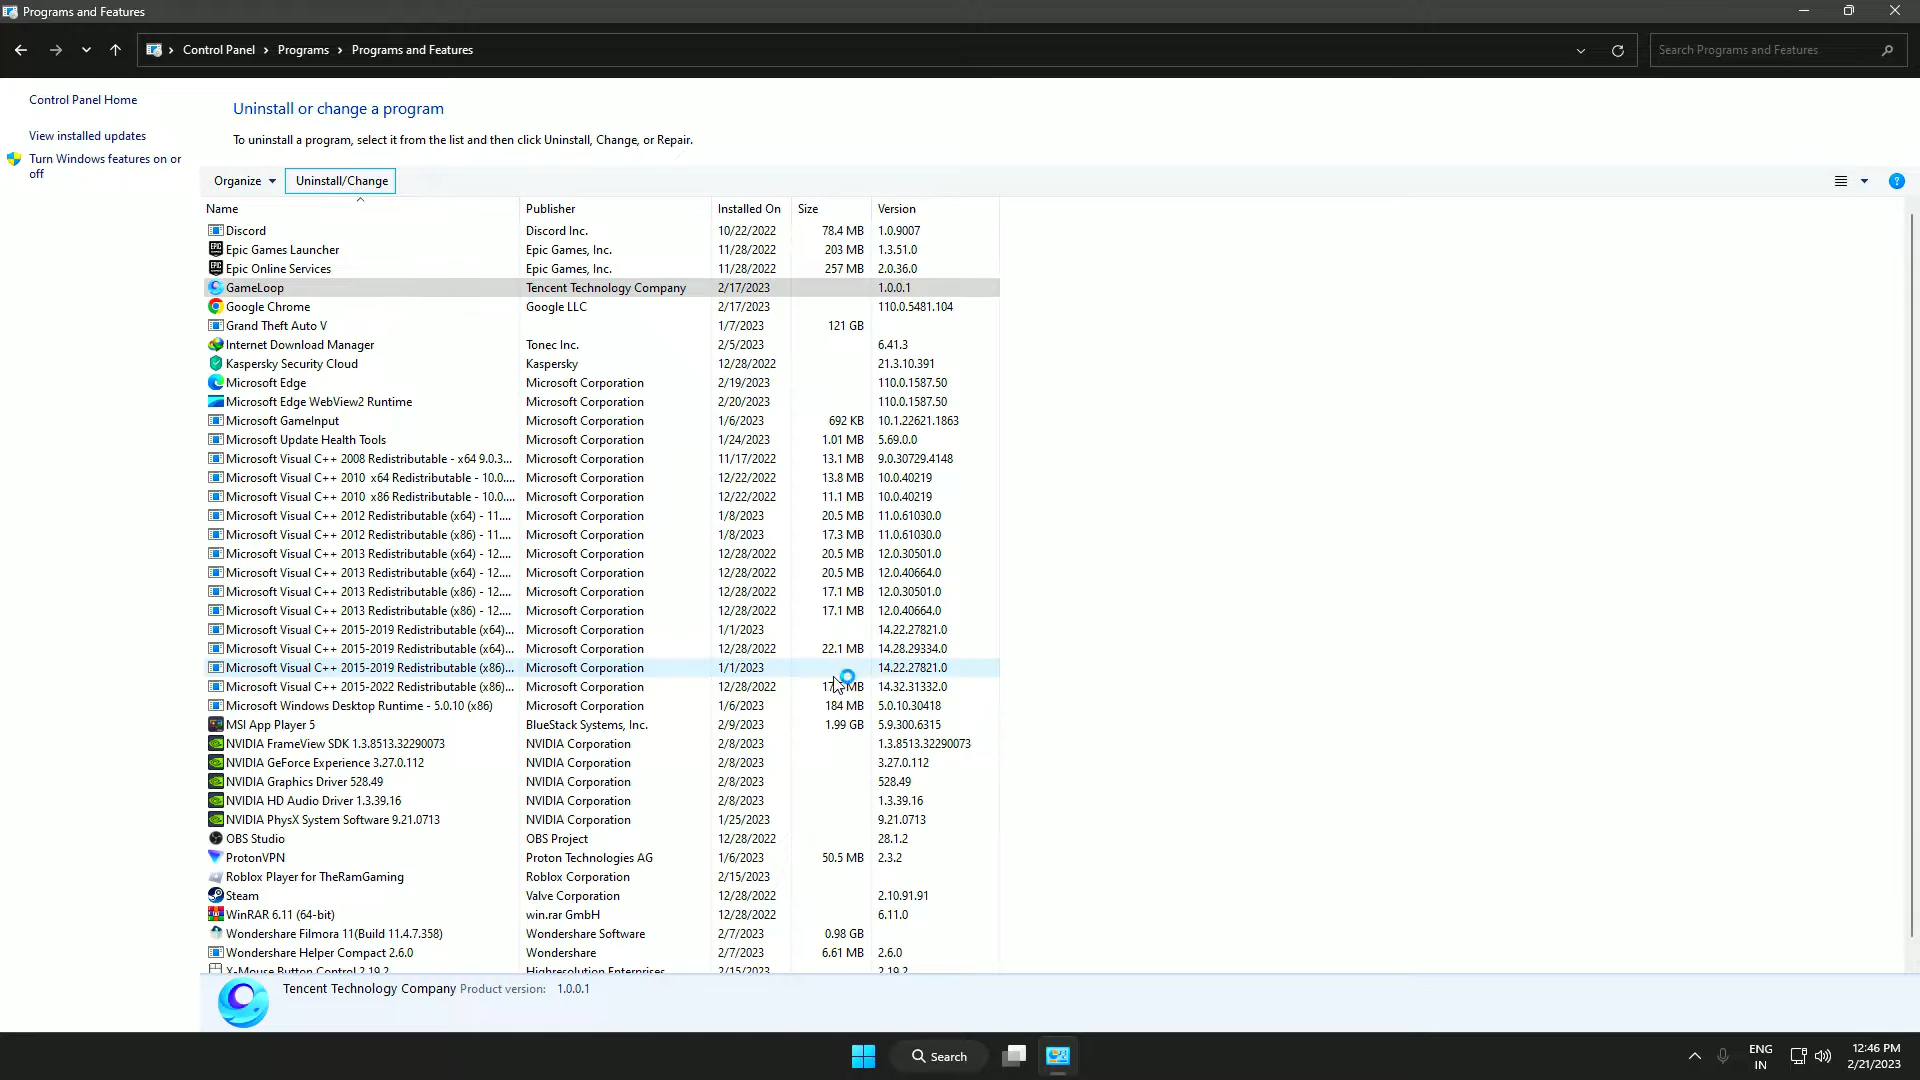 Programs and Features
Control Panel > Programs > Programs and Features
Search Programs and Features
Control Panel Home
View installed updates
Turn Windows features on or off
Uninstall or change a program
To uninstall a program, select it from the list and then click Uninstall, Change, or Repair.
Organize Uninstall/Change
Name Publisher Installed On Size Version
Discord Discord Inc. 10/22/2022 78.4 MB 1.0.9007
Epic Games Launcher Epic Games, Inc. 11/28/2022 203 MB 1.3.51.0
Epic Online Services Epic Games, Inc. 11/28/2022 257 MB 2.0.36.0
GameLoop Tencent Technology Company 2/17/2023 1.0.0.1
Google Chrome Google LLC 2/17/2023 110.0.5481.104
Grand Theft Auto V 1/7/2023 121 GB
Internet Download Manager Tonec Inc. 2/5/2023 6.41.3
Kaspersky Security Cloud Kaspersky 12/28/2022 21.3.10.391
Microsoft Edge Microsoft Corporation 2/19/2023 110.0.1587.50
Microsoft Edge WebView2 Runtime Microsoft Corporation 2/20/2023 110.0.1587.50
Microsoft GameInput Microsoft Corporation 1/6/2023 692 KB 10.1.22621.1863
Microsoft Update Health Tools Microsoft Corporation 1/24/2023 1.01 MB 5.69.0.0
Microsoft Visual C++ 2008 Redistributable - x64 9.0.3... Microsoft Corporation 11/17/2022 13.1 MB 9.0.30729.4148
Microsoft Visual C++ 2010 x64 Redistributable - 10.0.... Microsoft Corporation 12/22/2022 13.8 MB 10.0.40219
Microsoft Visual C++ 2010 x86 Redistributable - 10.0.... Microsoft Corporation 12/22/2022 11.1 MB 10.0.40219
Microsoft Visual C++ 2012 Redistributable (x64) - 11.... Microsoft Corporation 1/8/2023 20.5 MB 11.0.61030.0
Microsoft Visual C++ 2012 Redistributable (x86) - 11.... Microsoft Corporation 1/8/2023 17.3 MB 11.0.61030.0
Microsoft Visual C++ 2013 Redistributable (x64) - 12.... Microsoft Corporation 12/28/2022 20.5 MB 12.0.30501.0
Microsoft Visual C++ 2013 Redistributable (x64) - 12.... Microsoft Corporation 12/28/2022 20.5 MB 12.0.40664.0
Microsoft Visual C++ 2013 Redistributable (x86) - 12.... Microsoft Corporation 12/28/2022 17.1 MB 12.0.30501.0
Microsoft Visual C++ 2013 Redistributable (x86) - 12.... Microsoft Corporation 12/28/2022 17.1 MB 12.0.40664.0
Microsoft Visual C++ 2015-2019 Redistributable (x64)... Microsoft Corporation 1/1/2023 14.22.27821.0
Microsoft Visual C++ 2015-2019 Redistributable (x64)... Microsoft Corporation 12/28/2022 22.1 MB 14.28.29334.0
Microsoft Visual C++ 2015-2019 Redistributable (x86)... Microsoft Corporation 1/1/2023 14.22.27821.0
Microsoft Visual C++ 2015-2022 Redistributable (x86)... Microsoft Corporation 12/28/2022 MB 14.32.31332.0
Microsoft Windows Desktop Runtime - 5.0.10 (x86) Microsoft Corporation 1/6/2023 184 MB 5.0.10.30418
MSI App Player 5 BlueStack Systems, Inc. 2/9/2023 1.99 GB 5.9.300.6315
NVIDIA FrameView SDK 1.3.8513.32290073 NVIDIA Corporation 2/8/2023 1.3.8513.32290073
NVIDIA GeForce Experience 3.27.0.112 NVIDIA Corporation 2/8/2023 3.27.0.112
NVIDIA Graphics Driver 528.49 NVIDIA Corporation 2/8/2023 528.49
NVIDIA HD Audio Driver 1.3.39.16 NVIDIA Corporation 2/8/2023 1.3.39.16
NVIDIA PhysX System Software 9.21.0713 NVIDIA Corporation 1/25/2023 9.21.0713
OBS Studio OBS Project 12/28/2022 28.1.2
ProtonVPN Proton Technologies AG 1/6/2023 50.5 MB 2.3.2
Roblox Player for TheRamGaming Roblox Corporation 2/15/2023
Steam Valve Corporation 12/28/2022 2.10.91.91
WinRAR 6.11 (64-bit) win.rar GmbH 12/28/2022 6.11.0
Wondershare Filmora 11(Build 11.4.7.358) Wondershare Software 2/7/2023 0.98 GB
Wondershare Helper Compact 2.6.0 Wondershare 2/7/2023 6.61 MB 2.6.0
X-Mouse Button Control 2.19.2 Highresolution Enterprises 2/15/2023 2.19.2
Tencent Technology Company Product version: 1.0.0.1
Search
ENG
IN
12:46 PM
2/21/2023